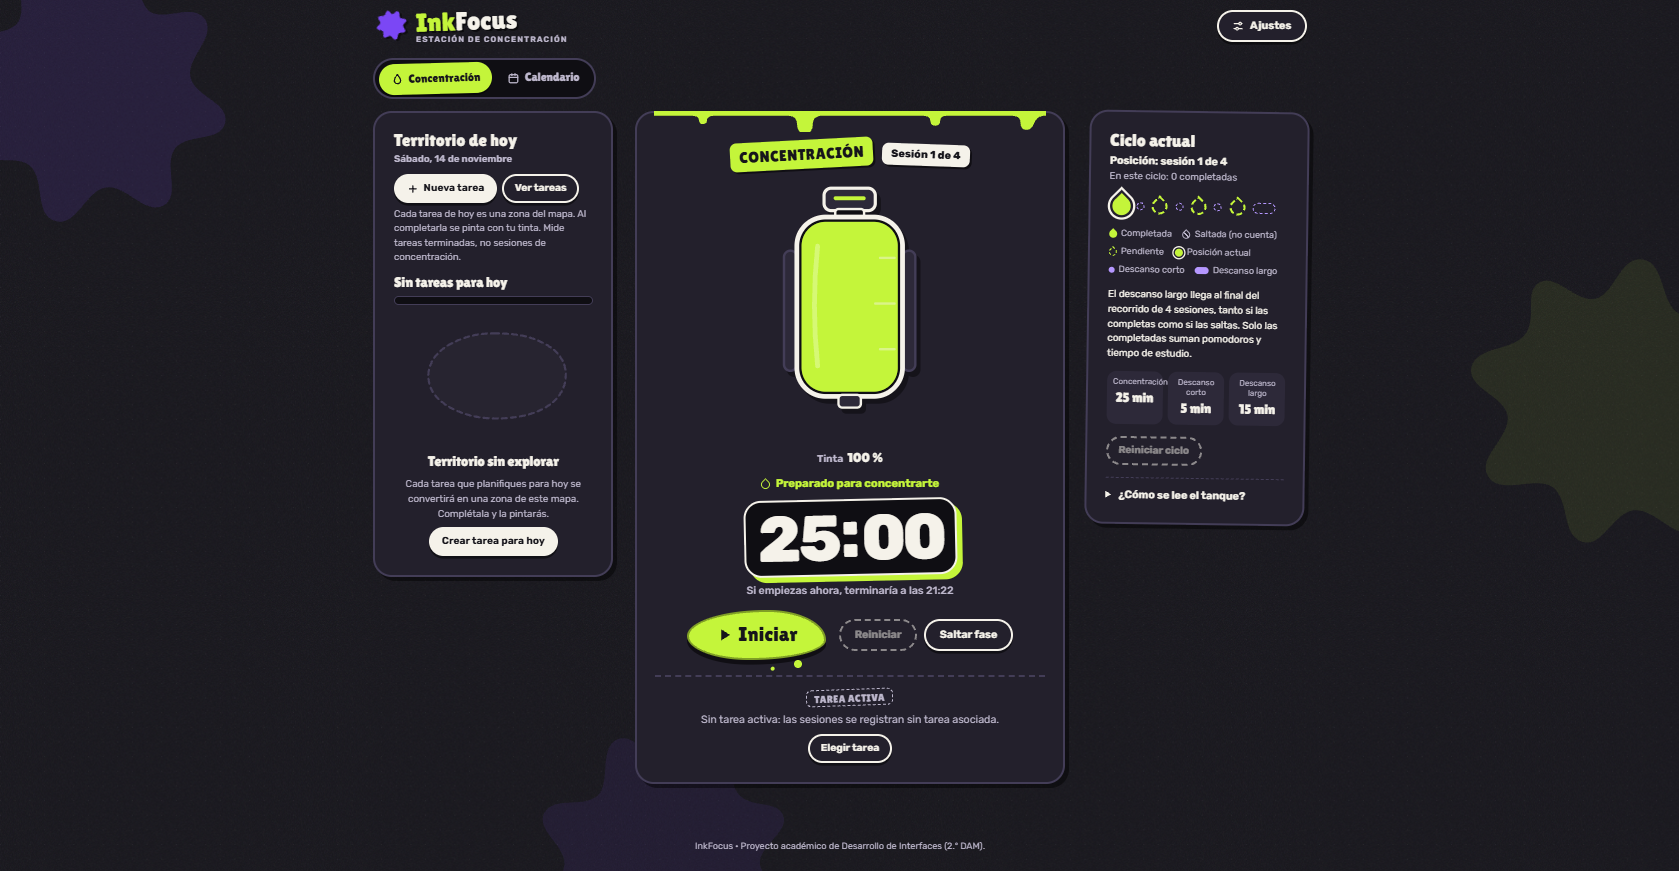 InkFocus
ESTACIÓN DE CONCENTRACIÓN
Ajustes
Concentración
Calendario
Territorio de hoy
Sábado, 14 de noviembre
Nueva tarea
Ver tareas
Cada tarea de hoy es una zona del mapa. Al
completarla se pinta con tu tinta. Mide
tareas terminadas, no sesiones de
concentración.
Sin tareas para hoy
Territorio sin explorar
Cada tarea que planifiques para hoy se
convertirá en una zona de este mapa.
Complétala y la pintarás.
Crear tarea para hoy
CONCENTRACIÓN
Sesión 1 de 4
Tinta 100 %
Preparado para concentrarte
25:00
Si empiezas ahora, terminaría a las 21:22
Iniciar
Reiniciar
Saltar fase
TAREA ACTIVA
Sin tarea activa: las sesiones se registran sin tarea asociada.
Elegir tarea
Ciclo actual
Posición: sesión 1 de 4
En este ciclo: 0 completadas
Completada
Saltada (no cuenta)
Pendiente
Posición actual
Descanso corto
Descanso largo
El descanso largo llega al final del
recorrido de 4 sesiones, tanto si las
completas como si las saltas. Solo las
completadas suman pomodoros y
tiempo de estudio.
Concentración
25 min
Descanso
corto
5 min
Descanso
largo
15 min
Reiniciar ciclo
¿Cómo se lee el tanque?
InkFocus • Proyecto académico de Desarrollo de Interfaces (2.º DAM).